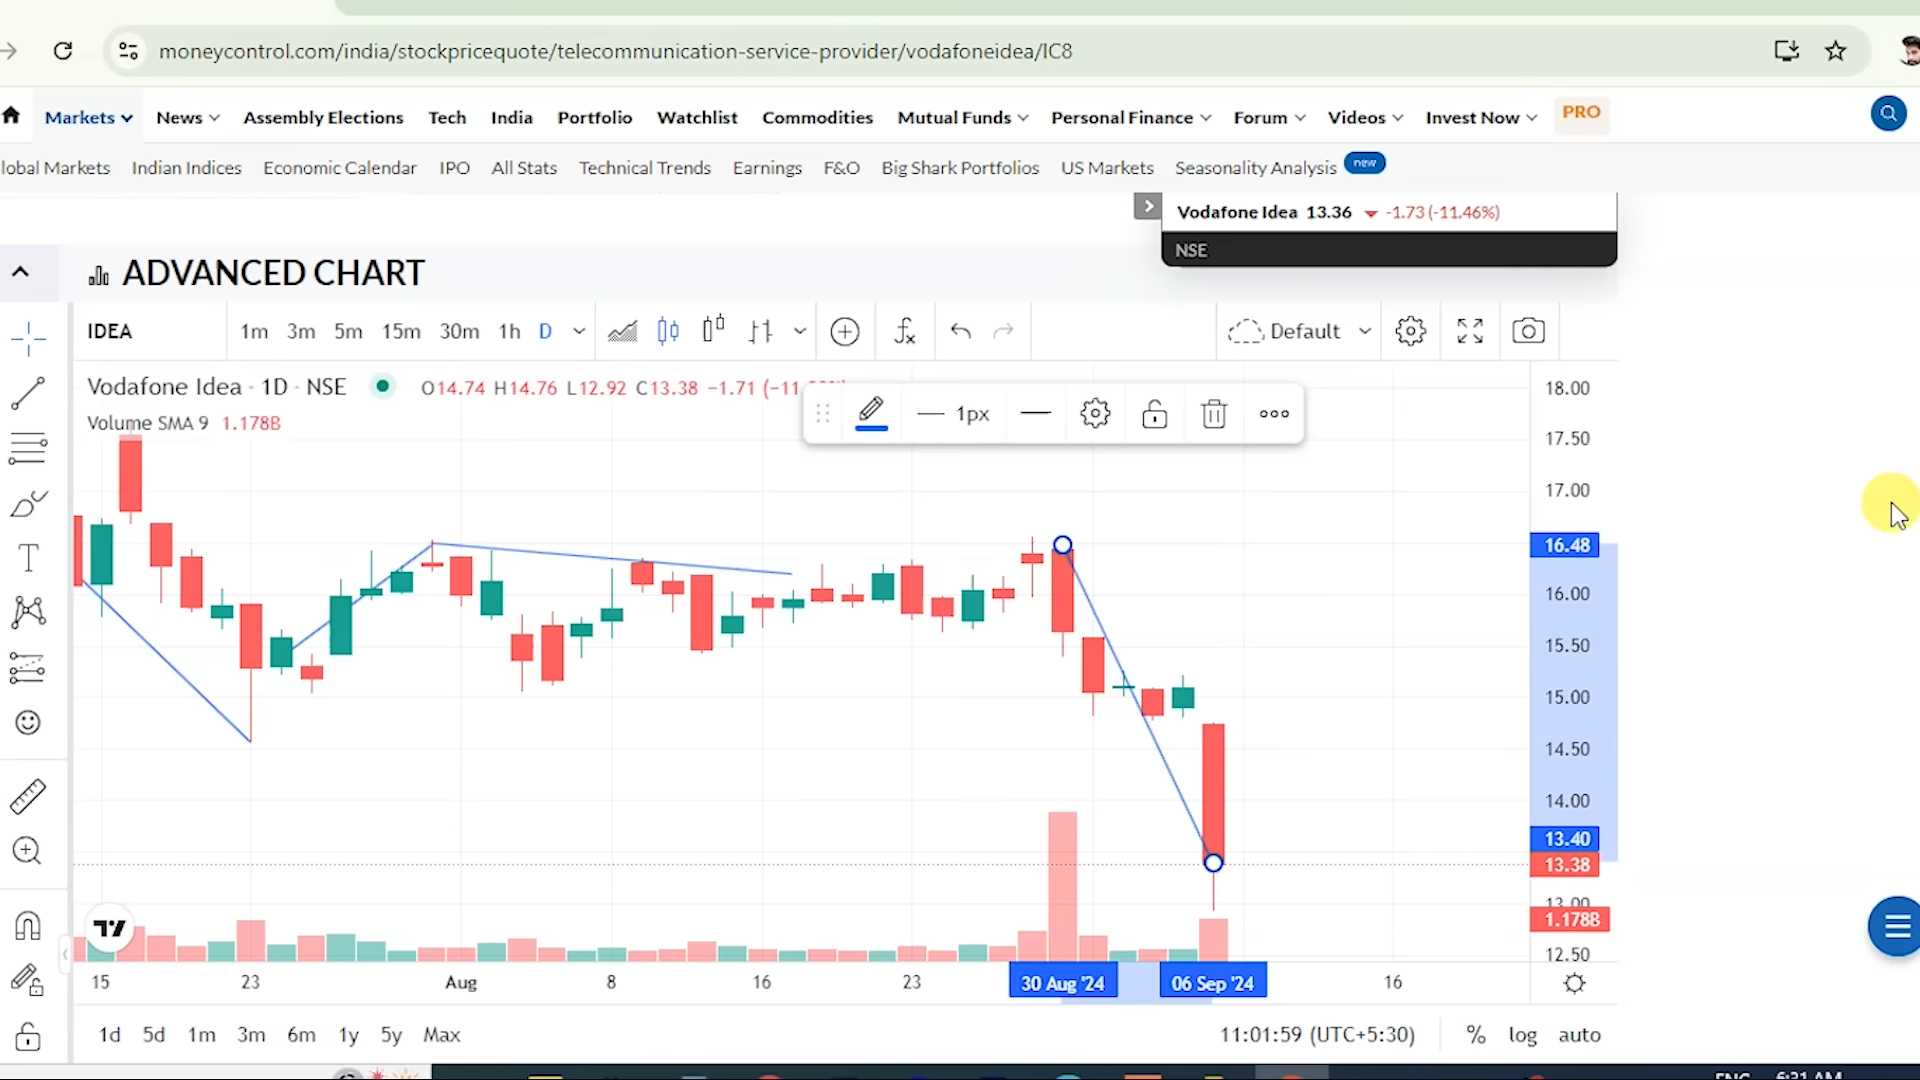 moneycontrol.com/india/stockpricequote/telecommunication-service-provider/vodafoneidea/IC8
Markets News Assembly Elections Tech India Portfolio Watchlist Commodities Mutual Funds Personal Finance Forum Videos Invest Now PRO
lobal Markets Indian Indices Economic Calendar IPO All Stats Technical Trends Earnings F&O Big Shark Portfolios US Markets Seasonality Analysis new
Vodafone Idea 13.36 -1.73 (-11.46%)
NSE
ADVANCED CHART
IDEA 1m 3m 5m 15m 30m 1h D Default
Vodafone Idea · 1D · NSE O14.74 H14.76 L12.92 C13.38 −1.71 (−11
Volume SMA 9 1.178B
1px
18.00
17.50
17.00
16.48
16.00
15.50
15.00
14.50
14.00
13.40
13.38
13.00
1.178B
12.50
15 23 Aug 8 16 23 30 Aug '24 06 Sep '24 16
1d 5d 1m 3m 6m 1y 5y Max 11:01:59 (UTC+5:30) % log auto
ENG 6:31 AM